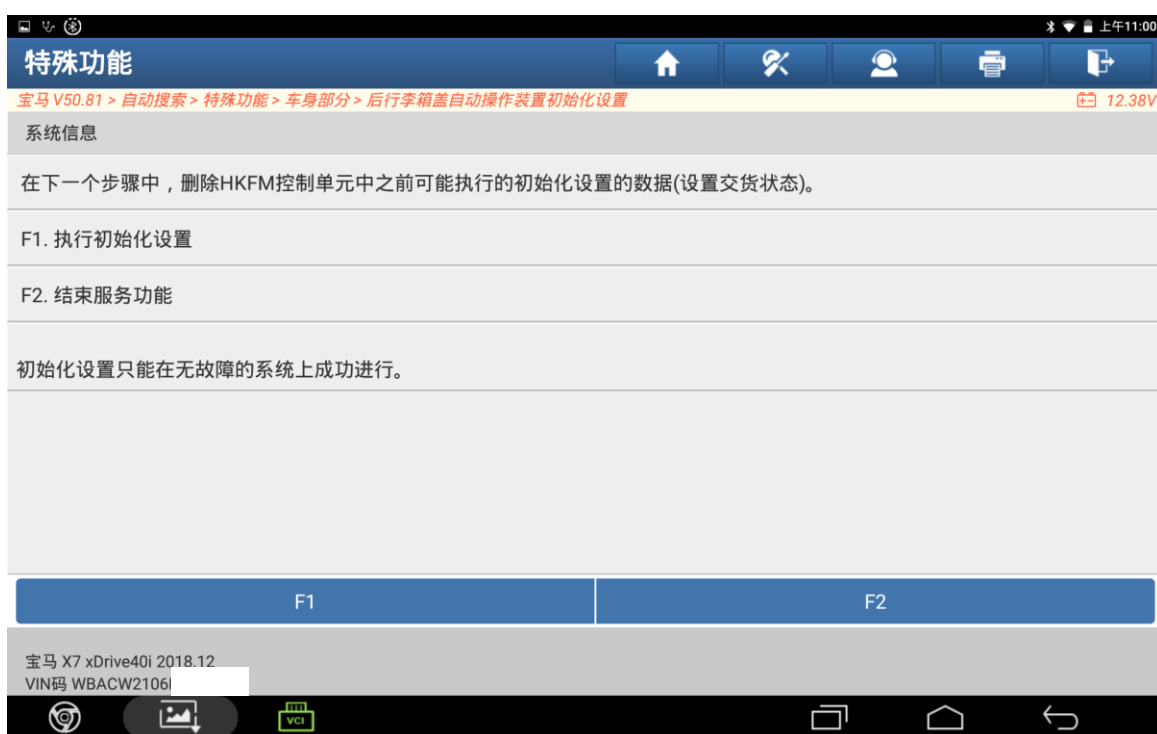 上午11:00
特殊功能
宝马 V50.81 > 自动搜索 > 特殊功能 > 车身部分 > 后行李箱盖自动操作装置初始化设置
12.38V
系统信息
在下一个步骤中，删除HKFM控制单元中之前可能执行的初始化设置的数据(设置交货状态)。
F1. 执行初始化设置
F2. 结束服务功能
初始化设置只能在无故障的系统上成功进行。
F1
F2
宝马 X7 xDrive40i 2018.12
VIN码 WBACW2106
VCI